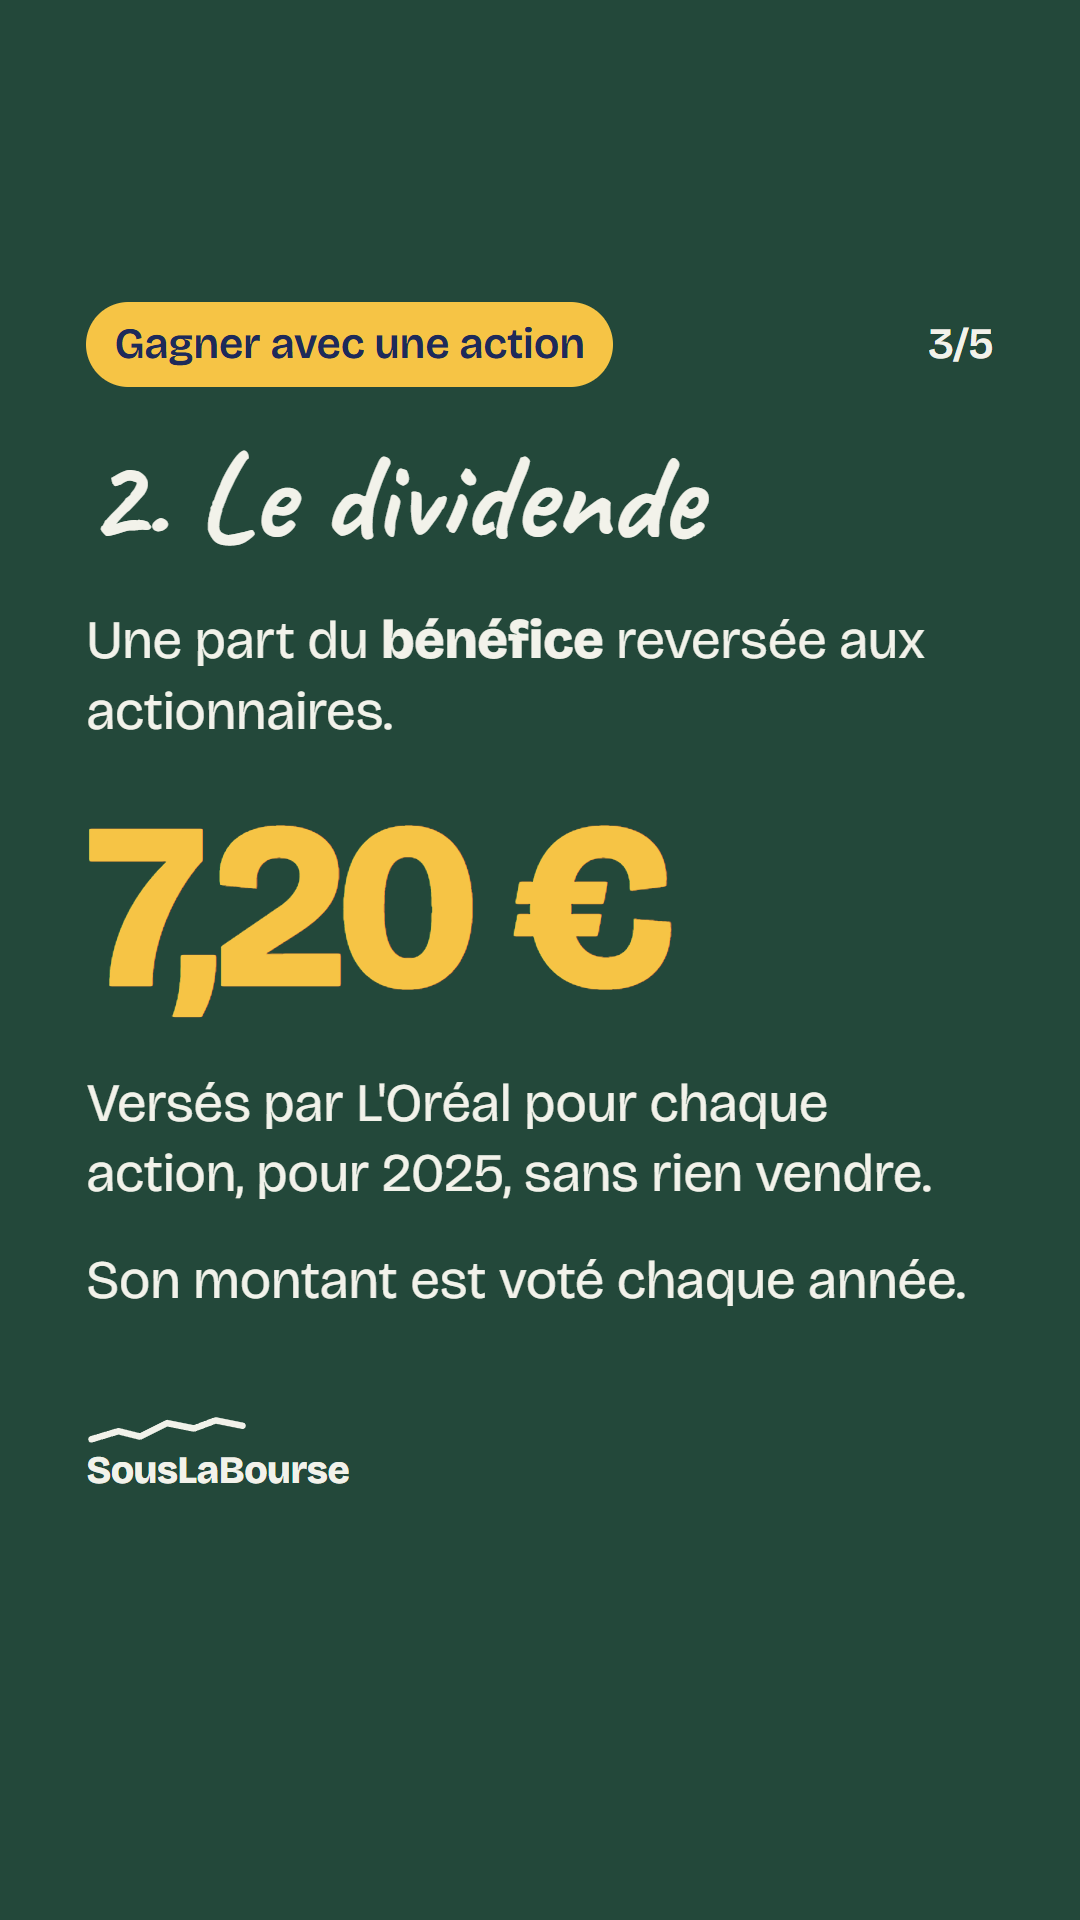 Gagner avec une action
3/5
2. Le dividende
Une part du bénéfice reversée aux
actionnaires.
7,20 €
Versés par L'Oréal pour chaque
action, pour 2025, sans rien vendre.
Son montant est voté chaque année.
SousLaBourse